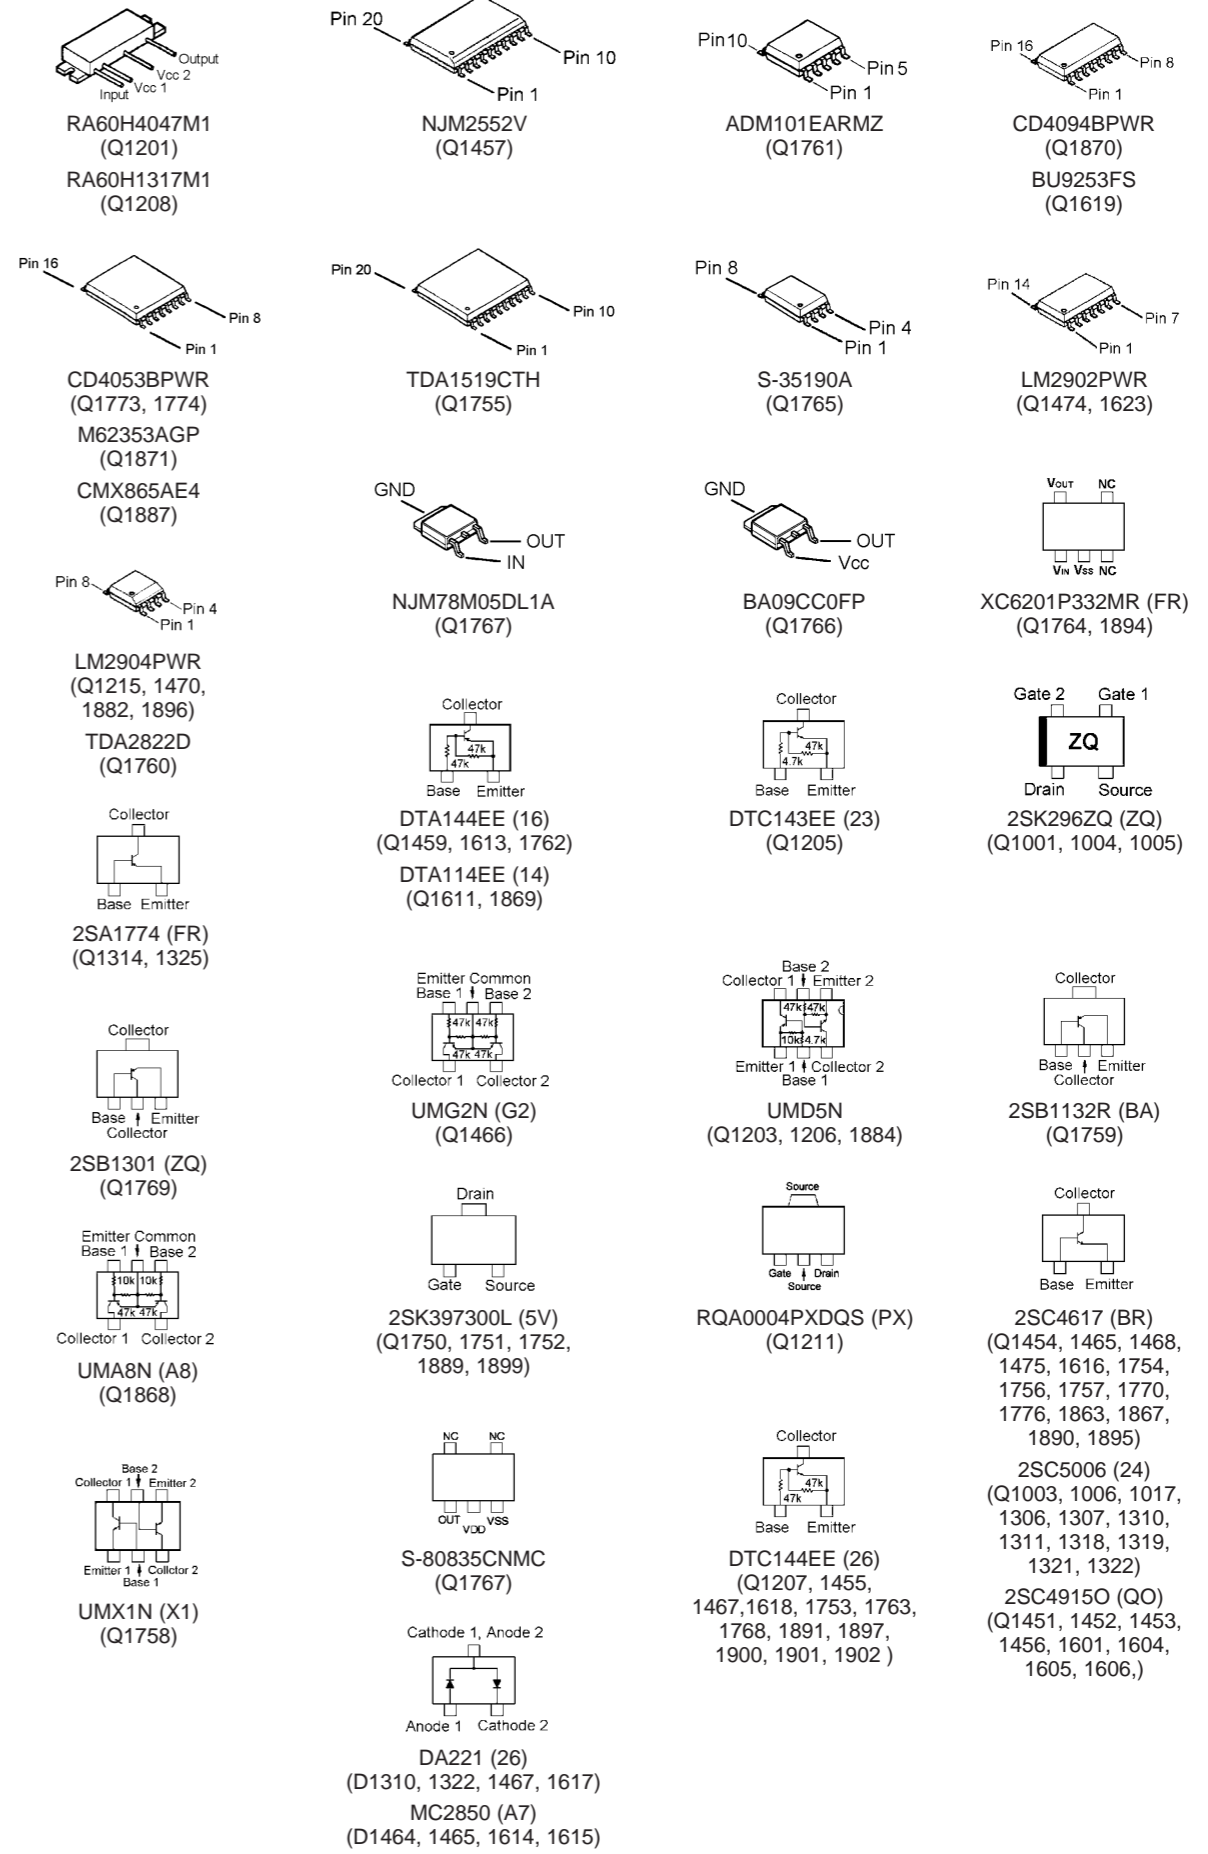 Output
Vcc 2
Vcc 1
Input
RA60H4047M1
(Q1201)
RA60H1317M1
(Q1208)
Pin 20
Pin 10
Pin 1
NJM2552V
(Q1457)
Pin10
Pin 5
Pin 1
ADM101EARMZ
(Q1761)
Pin 16
Pin 8
Pin 1
CD4094BPWR
(Q1870)
BU9253FS
(Q1619)
Pin 16
Pin 8
Pin 1
CD4053BPWR
(Q1773, 1774)
M62353AGP
(Q1871)
CMX865AE4
(Q1887)
Pin 20
Pin 10
Pin 1
TDA1519CTH
(Q1755)
Pin 8
Pin 4
Pin 1
S-35190A
(Q1765)
Pin 14
Pin 7
Pin 1
LM2902PWR
(Q1474, 1623)
GND
OUT
IN
NJM78M05DL1A
(Q1767)
GND
OUT
Vcc
BA09CC0FP
(Q1766)
VOUT NC
VIN VSS NC
XC6201P332MR (FR)
(Q1764, 1894)
Pin 8
Pin 4
Pin 1
LM2904PWR
(Q1215, 1470,
1882, 1896)
TDA2822D
(Q1760)
Collector
47k
47k
Base Emitter
DTA144EE (16)
(Q1459, 1613, 1762)
DTA114EE (14)
(Q1611, 1869)
Collector
47k
4.7k
Base Emitter
DTC143EE (23)
(Q1205)
Gate 2 Gate 1
ZQ
Drain Source
2SK296ZQ (ZQ)
(Q1001, 1004, 1005)
Collector
Base Emitter
2SA1774 (FR)
(Q1314, 1325)
Emitter Common
Base 1 Base 2
47k 47k
47k 47k
Collector 1 Collector 2
UMG2N (G2)
(Q1466)
Base 2
Collector 1 Emitter 2
47k 47k
10k 4.7k
Emitter 1 Collector 2
Base 1
UMD5N
(Q1203, 1206, 1884)
Collector
Base Emitter
Collector
2SB1132R (BA)
(Q1759)
Collector
Base Emitter
Collector
2SB1301 (ZQ)
(Q1769)
Drain
Gate Source
2SK397300L (5V)
(Q1750, 1751, 1752,
1889, 1899)
Source
Gate Drain
Source
RQA0004PXDQS (PX)
(Q1211)
Collector
Base Emitter
2SC4617 (BR)
(Q1454, 1465, 1468,
1475, 1616, 1754,
1756, 1757, 1770,
1776, 1863, 1867,
1890, 1895)
2SC5006 (24)
(Q1003, 1006, 1017,
1306, 1307, 1310,
1311, 1318, 1319,
1321, 1322)
2SC4915O (QO)
(Q1451, 1452, 1453,
1456, 1601, 1604,
1605, 1606,)
Emitter Common
Base 1 Base 2
10k 10k
47k 47k
Collector 1 Collector 2
UMA8N (A8)
(Q1868)
NC NC
OUT VSS
VDD
S-80835CNMC
(Q1767)
Collector
47k
47k
Base Emitter
DTC144EE (26)
(Q1207, 1455,
1467,1618, 1753, 1763,
1768, 1891, 1897,
1900, 1901, 1902 )
Base 2
Collector 1 Emitter 2
Emitter 1 Collctor 2
Base 1
UMX1N (X1)
(Q1758)
Cathode 1, Anode 2
Anode 1 Cathode 2
DA221 (26)
(D1310, 1322, 1467, 1617)
MC2850 (A7)
(D1464, 1465, 1614, 1615)